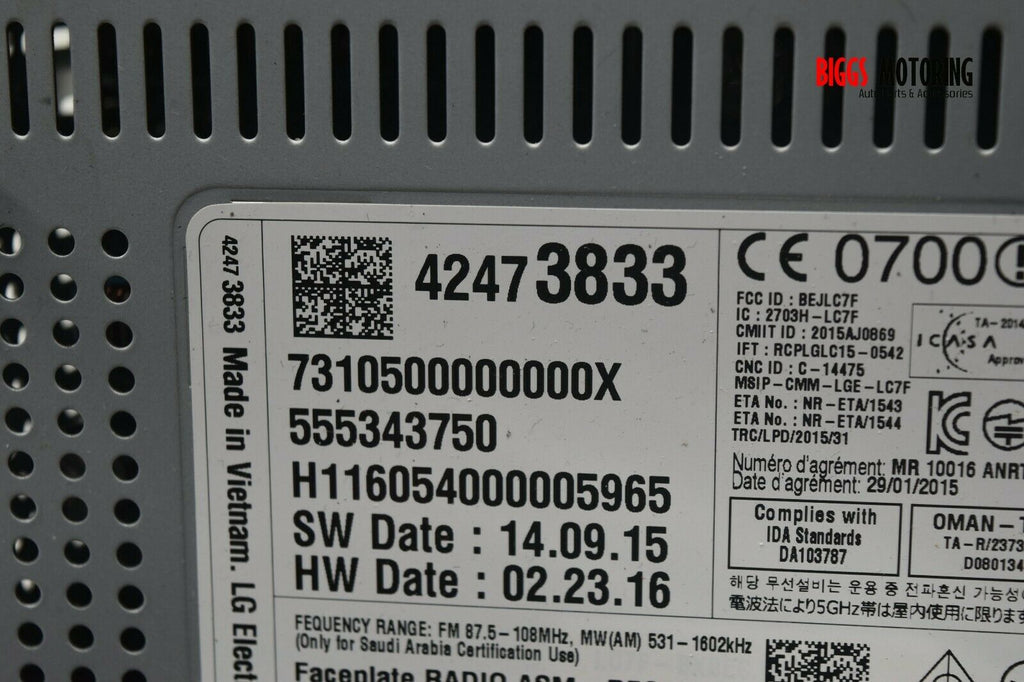 BIGGS MOTORING
Auto Parts & Accessories
42473833 Made in Vietnam. LG Elect
42473833
7310500000000X
555343750
H116054000005965
SW Date : 14.09.15
HW Date : 02.23.16
CE 0700
FCC ID : BEJLC7F
IC : 2703H-LC7F
CMIIT ID : 2015AJ0869
IFT : RCPLGLC15-0542
CNC ID : C-14475
MSIP-CMM-LGE-LC7F
ETA No. : NR-ETA/1543
ETA No. : NR-ETA/1544
TRC/LPD/2015/31
TA-2014
ICASA
Approv
Numéro d'agrément: MR 10016 ANRT
Date d'agrément: 29/01/2015
Complies with
IDA Standards
DA103787
OMAN-T
TA-R/2373
D080134
해당 무선설비는 운용 중 전파혼신 가능성
電波法により5GHz帯は屋内使用に限りま
FEQUENCY RANGE: FM 87.5-108MHz, MW(AM) 531-1602kHz
(Only for Saudi Arabia Certification Use)
Faceplate RADIO ASM